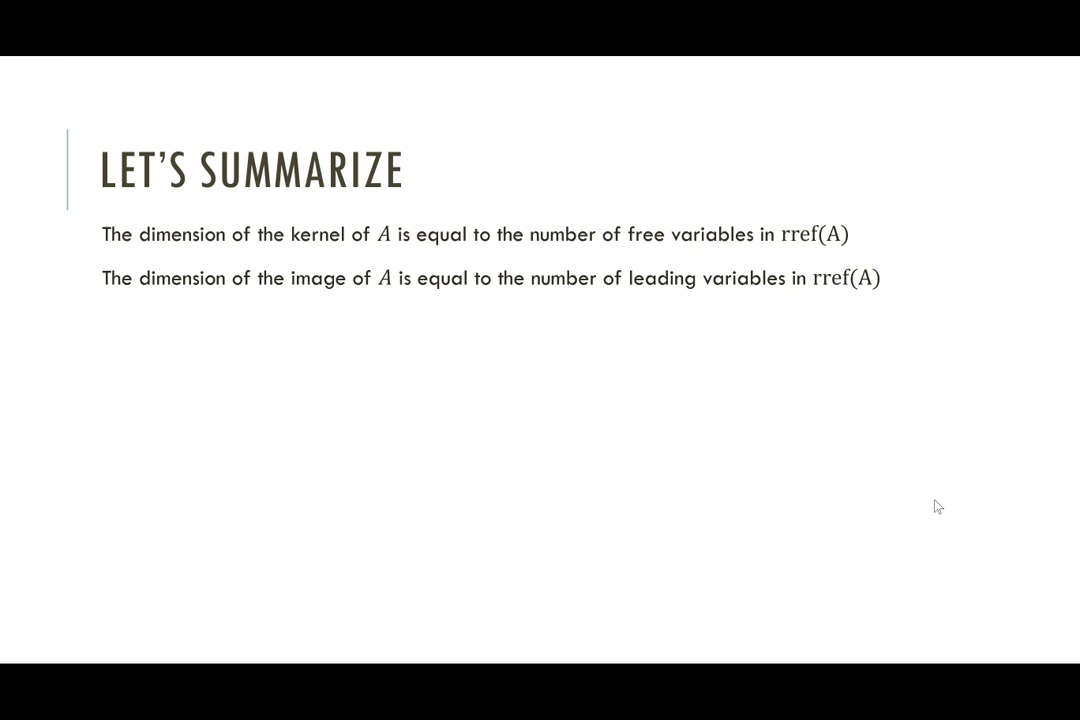 LET'S SUMMARIZE
The dimension of the kernel of A is equal to the number of free variables in rref(A)
The dimension of the image of A is equal to the number of leading variables in rref(A)